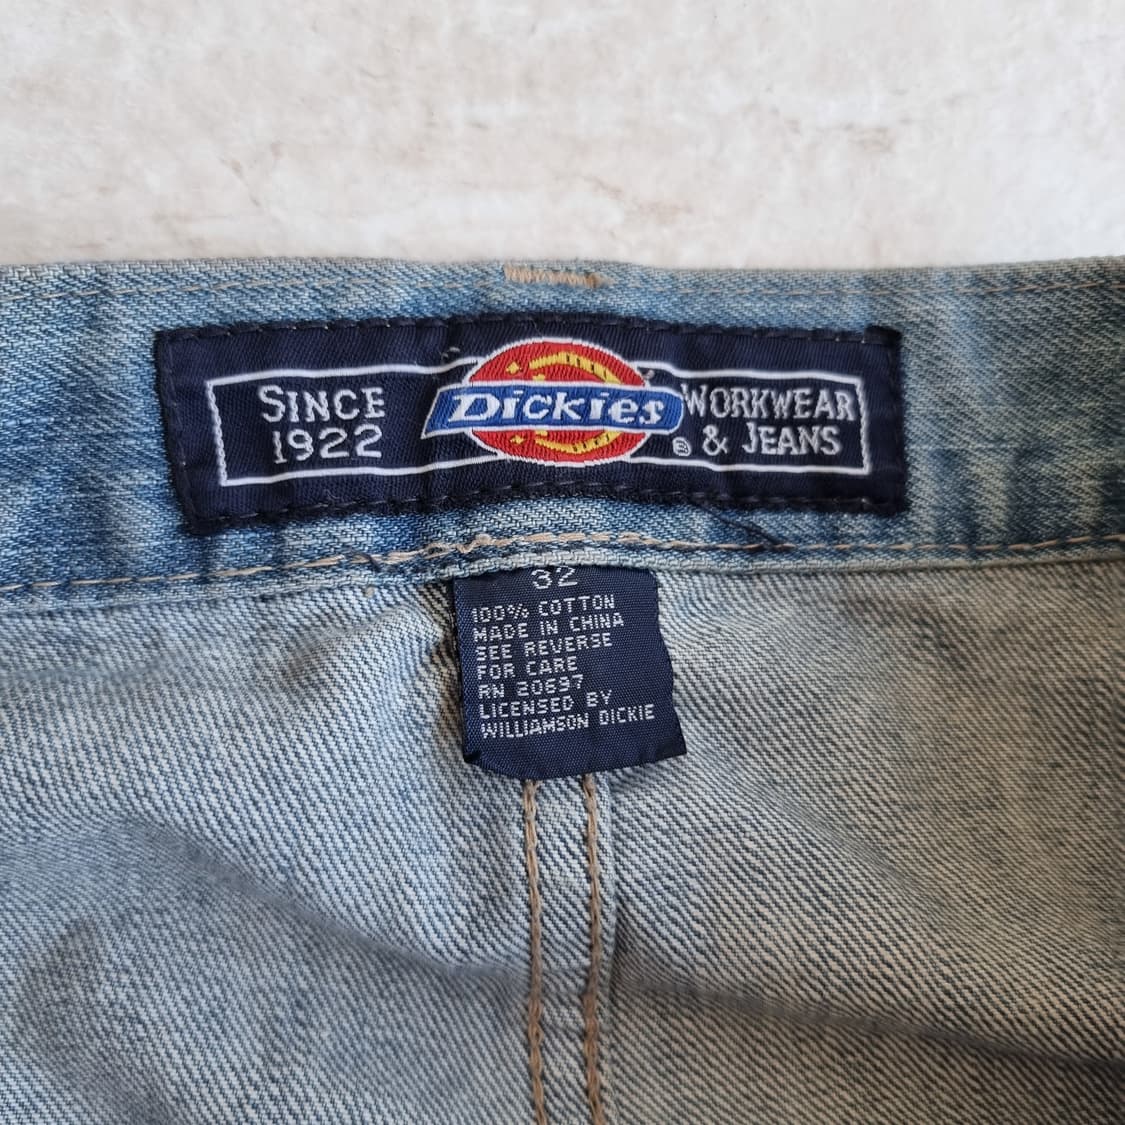 SINCE
1922
Dickies
WORKWEAR
® & JEANS
32
100% COTTON
MADE IN CHINA
SEE REVERSE
FOR CARE
RN 20697
LICENSED BY
WILLIAMSON DICKIE